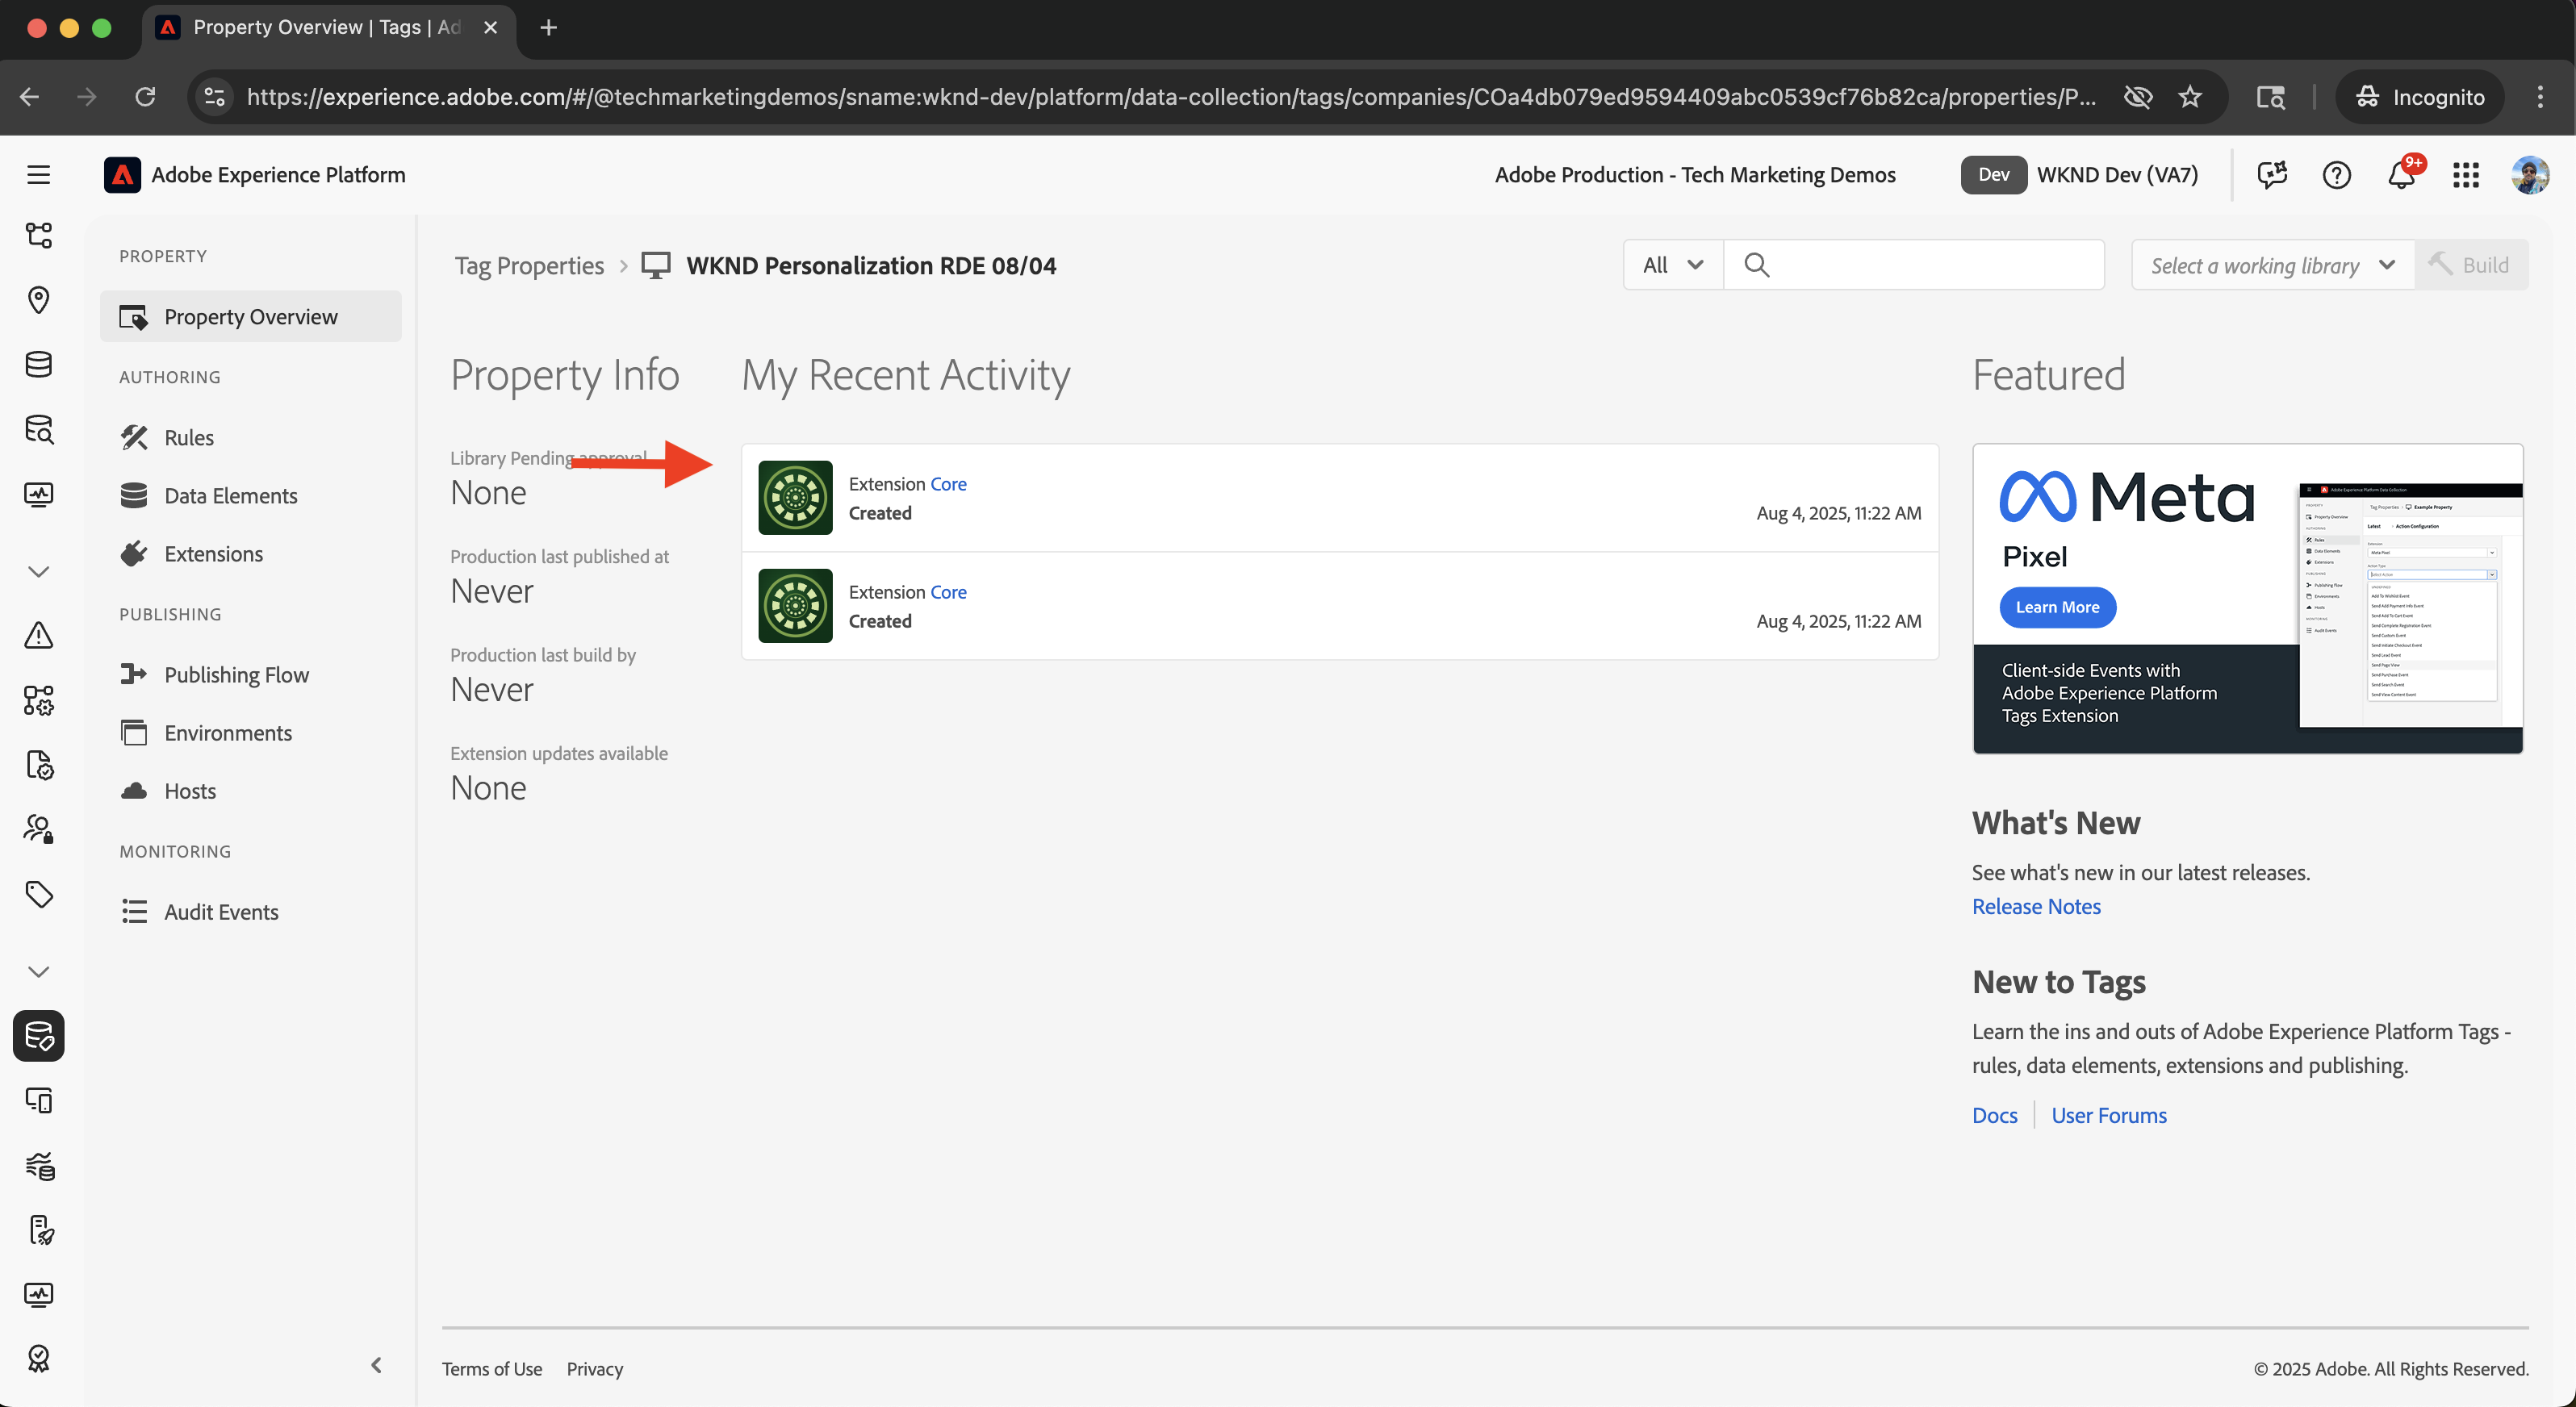 Property Overview | Tags | Ad
https://experience.adobe.com/#/@techmarketingdemos/sname:wknd-dev/platform/data-collection/tags/companies/COa4db079ed9594409abc0539cf76b82ca/properties/P...
Incognito
Adobe Experience Platform
Adobe Production - Tech Marketing Demos
Dev
WKND Dev (VA7)
9+
PROPERTY
Property Overview
AUTHORING
Rules
Data Elements
Extensions
PUBLISHING
Publishing Flow
Environments
Hosts
MONITORING
Audit Events
Tag Properties
WKND Personalization RDE 08/04
All
Select a working library
Build
Property Info
Library Pending approval
None
Production last published at
Never
Production last build by
Never
Extension updates available
None
My Recent Activity
Extension Core
Created
Aug 4, 2025, 11:22 AM
Extension Core
Created
Aug 4, 2025, 11:22 AM
Featured
Meta
Pixel
Learn More
Client-side Events with
Adobe Experience Platform
Tags Extension
What's New
See what's new in our latest releases.
Release Notes
New to Tags
Learn the ins and outs of Adobe Experience Platform Tags -
rules, data elements, extensions and publishing.
Docs
User Forums
Terms of Use
Privacy
© 2025 Adobe. All Rights Reserved.